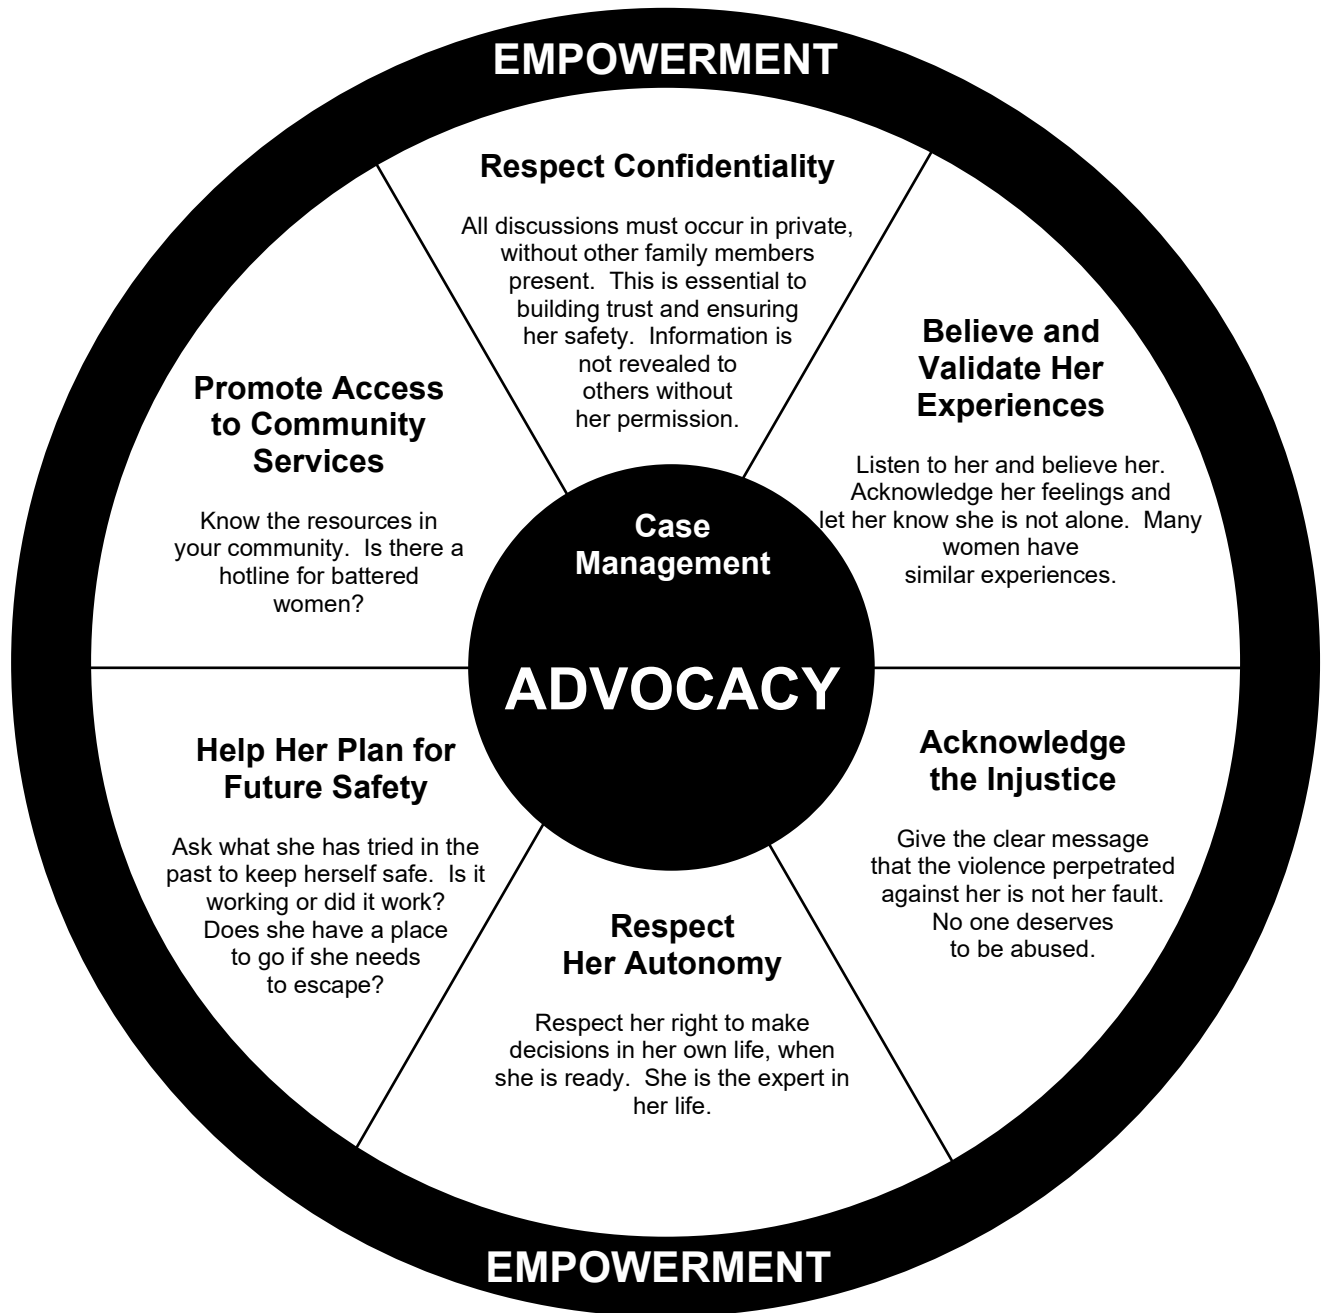 EMPOWERMENT
Respect Confidentiality
All discussions must occur in private,
without other family members
present.  This is essential to
building trust and ensuring
her safety.  Information is
not revealed to
others without
her permission.
Believe and
Validate Her
Experiences
Listen to her and believe her.
Acknowledge her feelings and
let her know she is not alone.  Many
women have
similar experiences.
Acknowledge
the Injustice
Give the clear message
that the violence perpetrated
against her is not her fault.
No one deserves
to be abused.
Respect
Her Autonomy
Respect her right to make
decisions in her own life, when
she is ready.  She is the expert in
her life.
Help Her Plan for
Future Safety
Ask what she has tried in the
past to keep herself safe.  Is it
working or did it work?
Does she have a place
to go if she needs
to escape?
Promote Access
to Community
Services
Know the resources in
your community.  Is there a
hotline for battered
women?
Case
Management
ADVOCACY
EMPOWERMENT